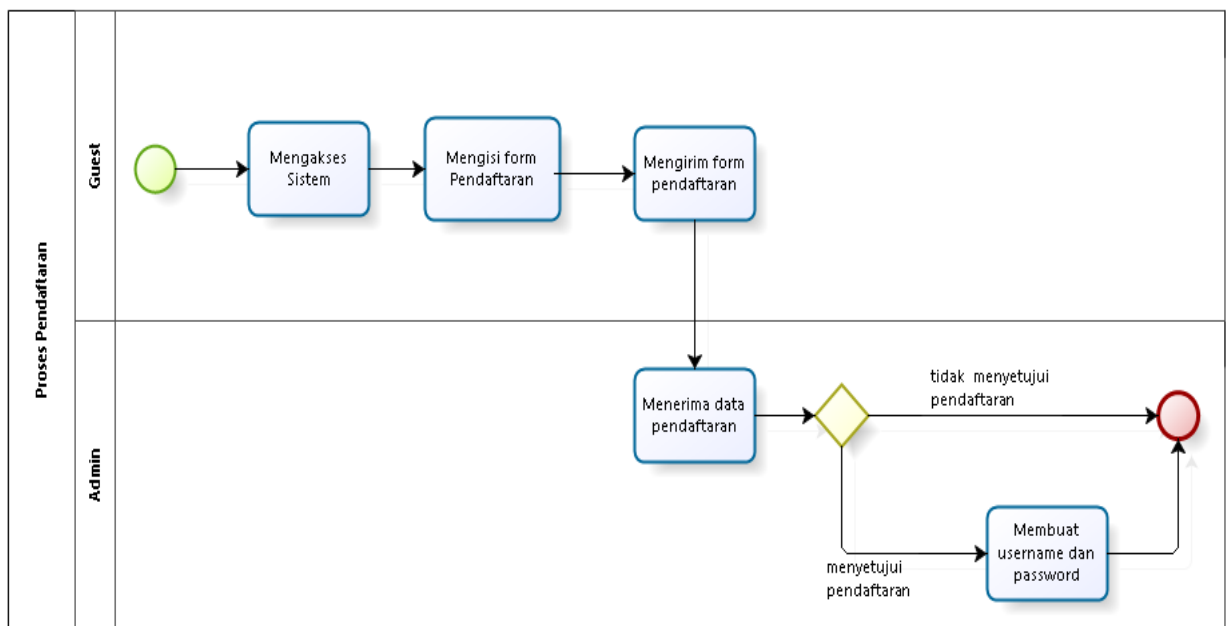 Proses Pendaftaran
Guest
Mengakses
Sistem
Mengisi form
Pendaftaran
Mengirim form
pendaftaran
Admin
Menerima data
pendaftaran
tidak menyetujui
pendaftaran
menyetujui
pendaftaran
Membuat
username dan
password